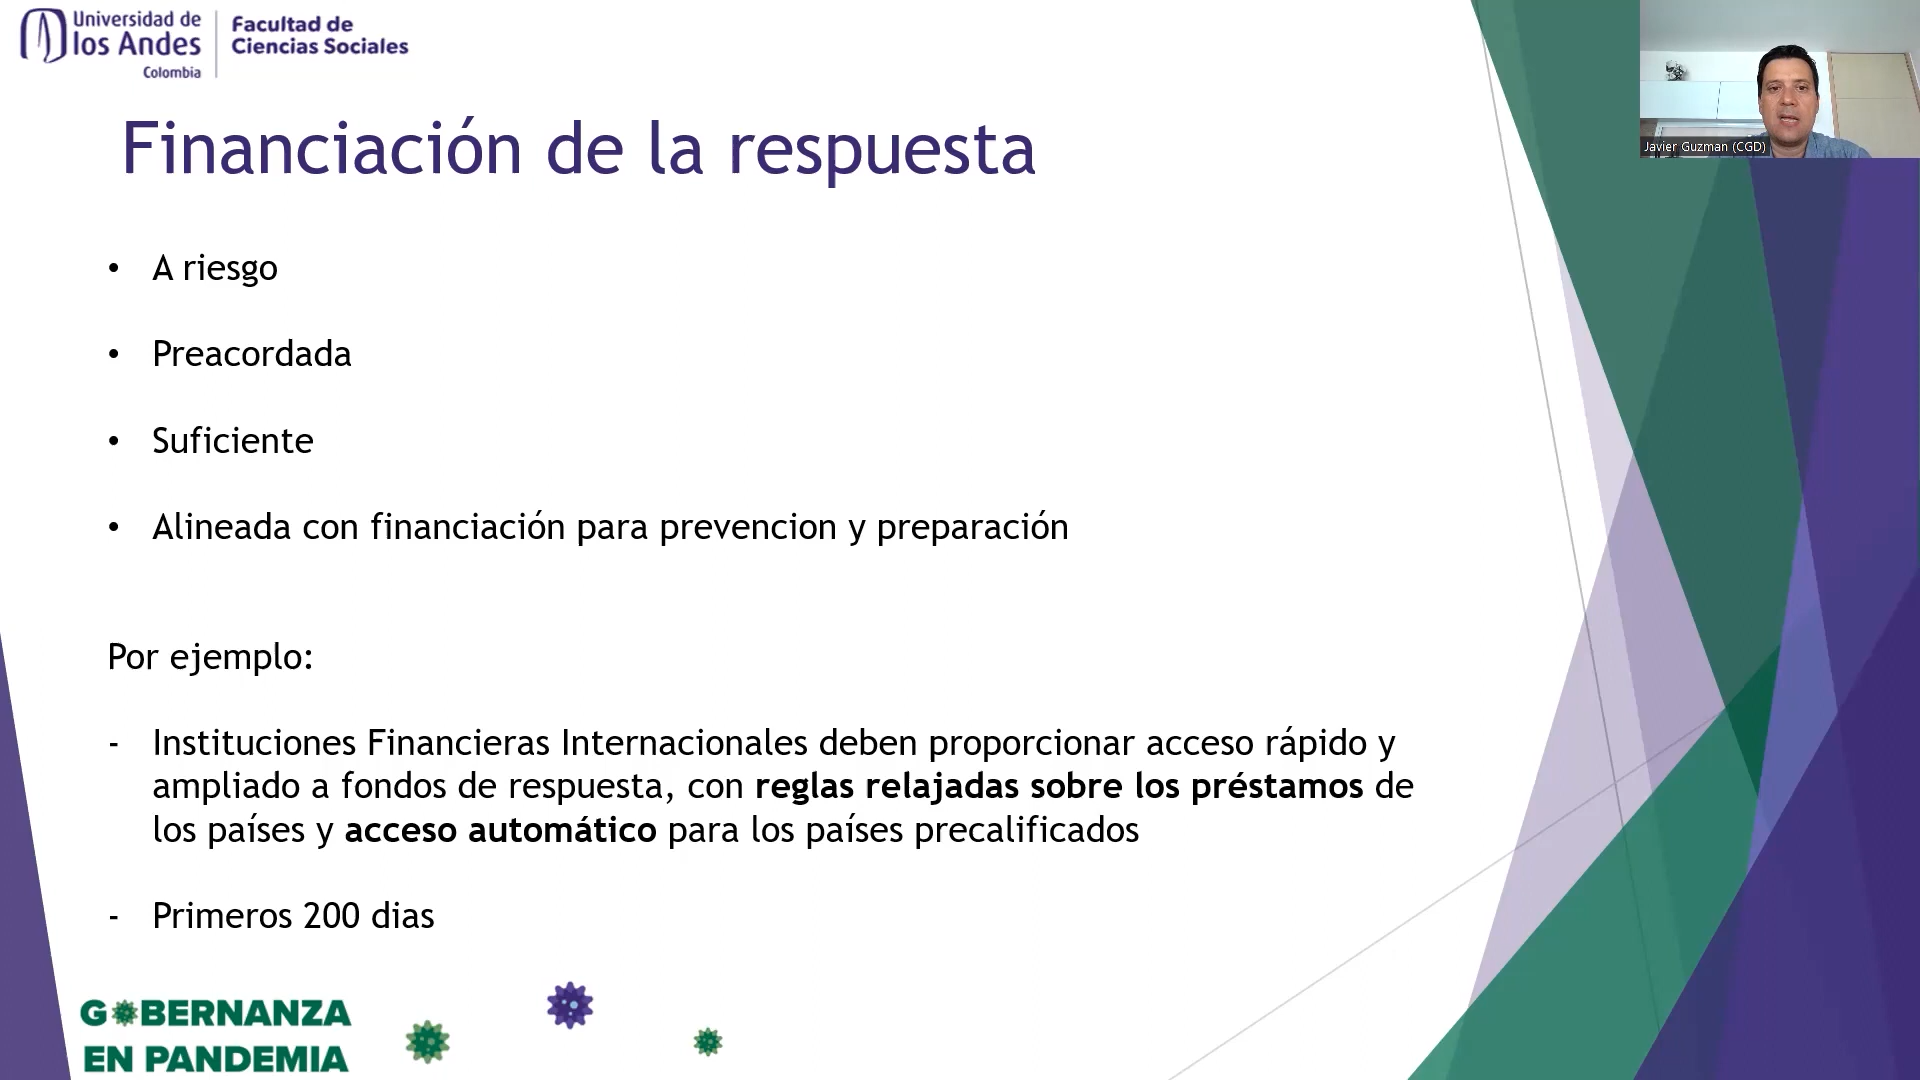 Universidad de
los Andes
Colombia
Facultad de
Ciencias Sociales
Javier Guzman (CGD)
Financiación de la respuesta
• A riesgo
• Preacordada
• Suficiente
• Alineada con financiación para prevencion y preparación
Por ejemplo:
- Instituciones Financieras Internacionales deben proporcionar acceso rápido y
ampliado a fondos de respuesta, con reglas relajadas sobre los préstamos de
los países y acceso automático para los países precalificados
- Primeros 200 dias
GOBERNANZA
EN PANDEMIA